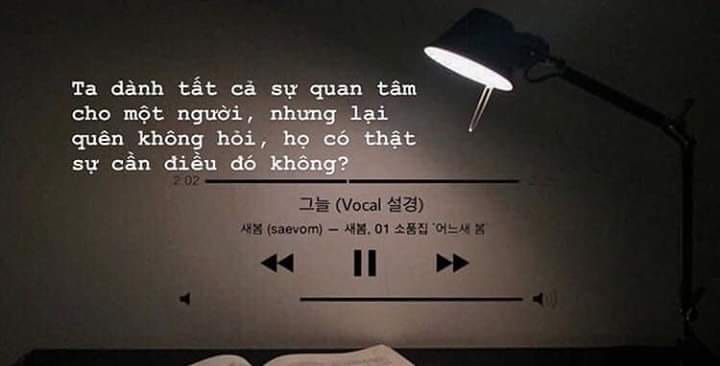 Ta dành tất cả sự quan tâm
cho một người, nhưng lại
quên không hỏi, họ có thật
sự cần điều đó không?
2:02
그늘 (Vocal 설경)
새봄 (saevom) — 새봄, 01 소품집 '어느새 봄'